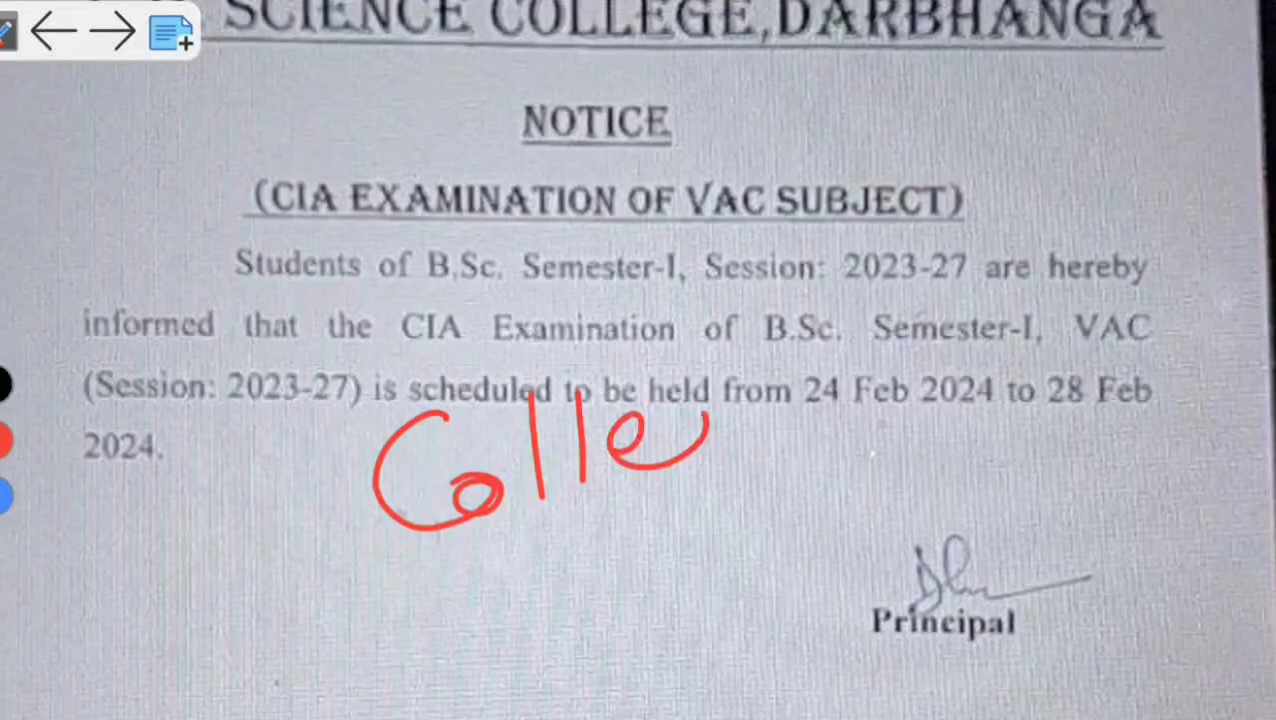 SCIENCE COLLEGE,DARBHANGA
NOTICE
(CIA EXAMINATION OF VAC SUBJECT)
Students of B.Sc. Semester-I, Session: 2023-27 are hereby
informed that the CIA Examination of B.Sc. Semester-I, VAC
(Session: 2023-27) is scheduled to be held from 24 Feb 2024 to 28 Feb
2024.
Colle
Principal